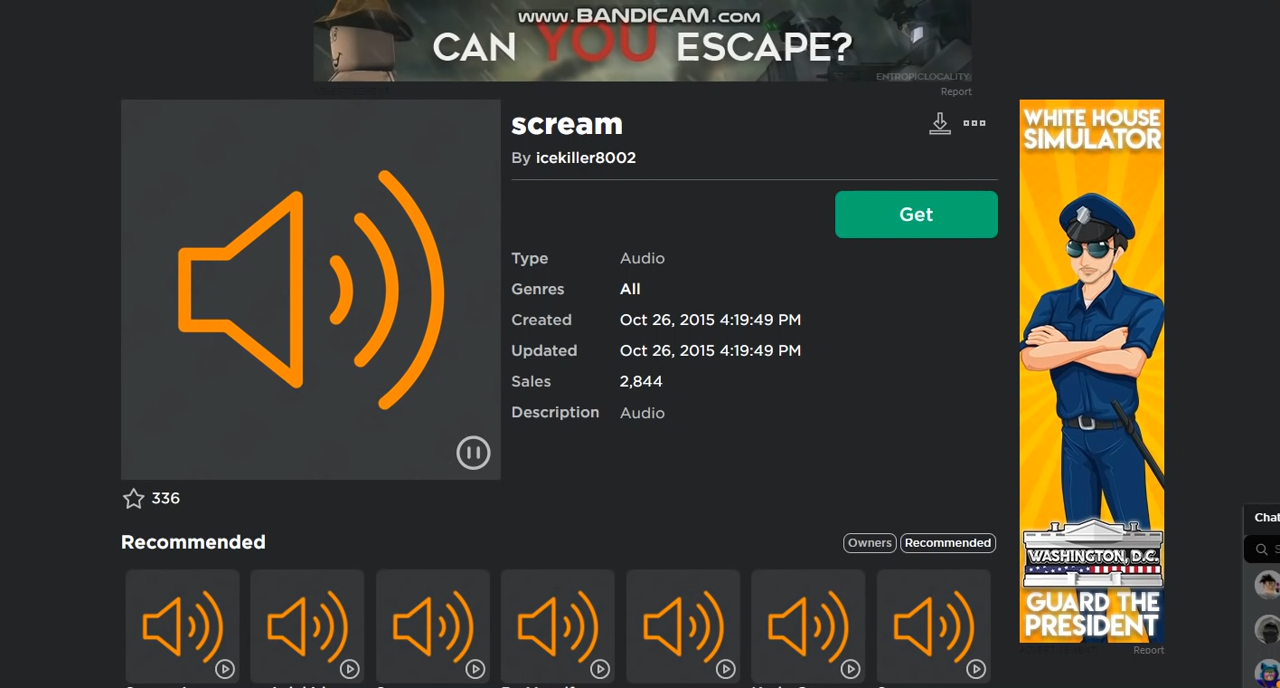 www.BANDICAM.com
CAN YOU ESCAPE?
ENTROPICLOCALITY
ADVERTISEMENT
Report
scream
By icekiller8002
Get
Type Audio
Genres All
Created Oct 26, 2015 4:19:49 PM
Updated Oct 26, 2015 4:19:49 PM
Sales 2,844
Description Audio
336
Recommended
Owners
Recommended
WHITE HOUSE
SIMULATOR
WASHINGTON, D.C.
GUARD THE
PRESIDENT
ADVERTISEMENT
Report
Chat